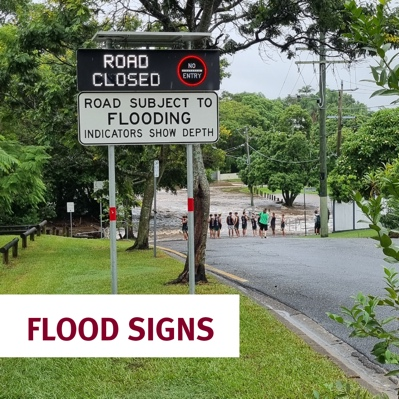 ROAD
CLOSED
NO
ENTRY
ROAD SUBJECT TO
FLOODING
INDICATORS SHOW DEPTH
FLOOD SIGNS